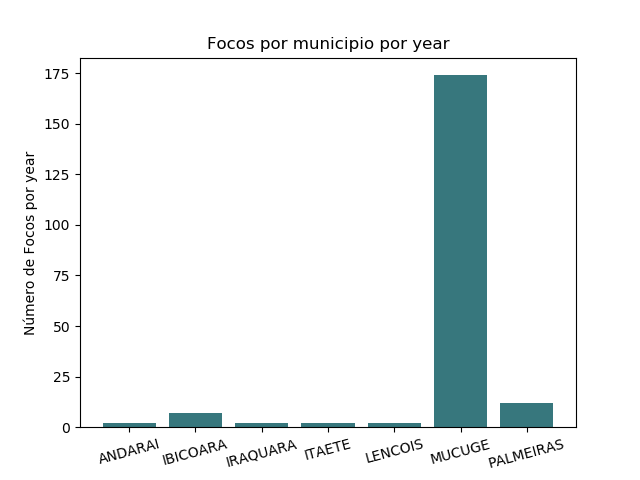 Focos por municipio por year
Número de Focos por year
175
150
125
100
75
50
25
0
ANDARAI
IBICOARA
IRAQUARA
ITAETE
LENCOIS
MUCUGE
PALMEIRAS